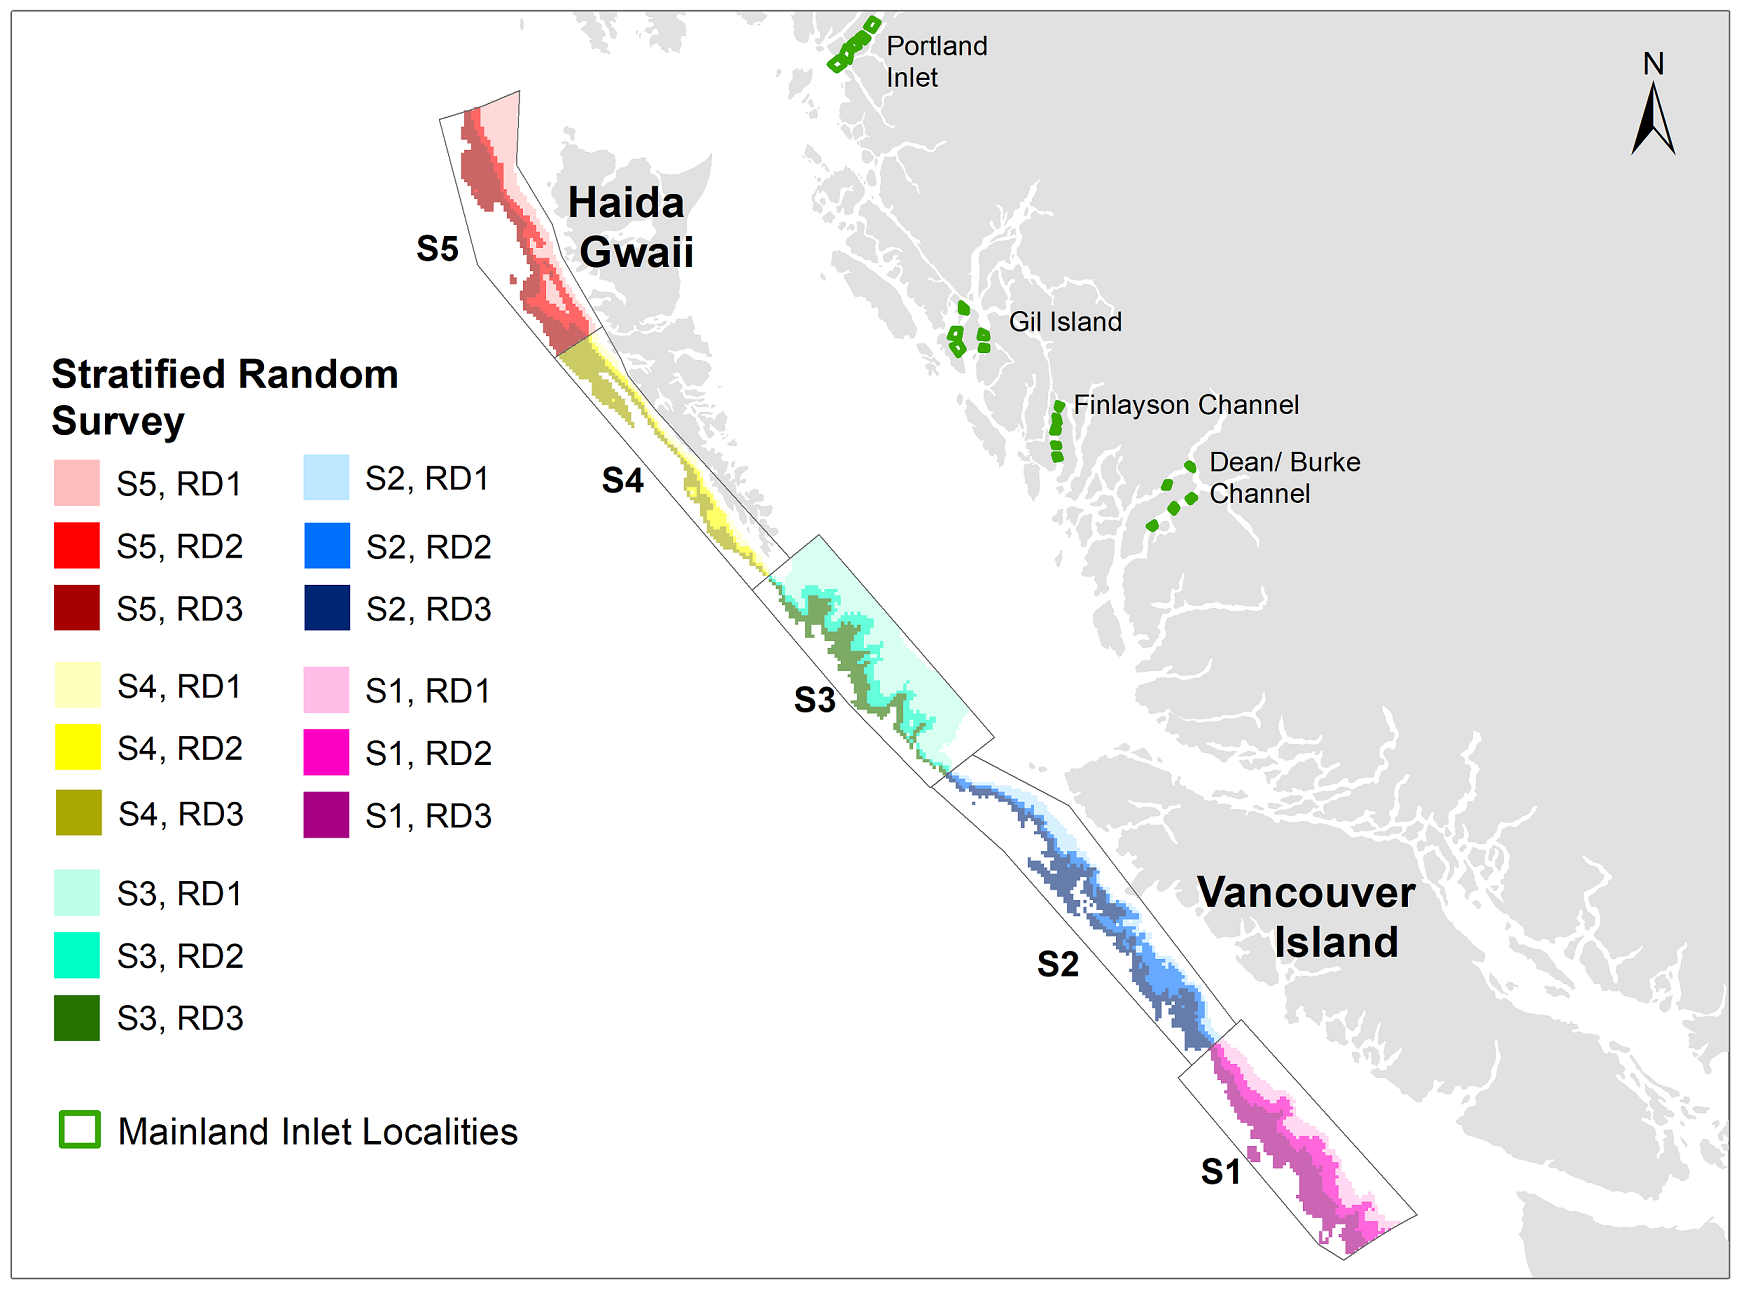 Portland
Inlet
N
Haida
Gwaii
S5
Gil Island
Stratified Random
Survey
Finlayson Channel
Dean/ Burke
Channel
S4
S5, RD1
S5, RD2
S5, RD3
S4, RD1
S4, RD2
S4, RD3
S3, RD1
S3, RD2
S3, RD3
S2, RD1
S2, RD2
S2, RD3
S1, RD1
S1, RD2
S1, RD3
Mainland Inlet Localities
S3
Vancouver
Island
S2
S1